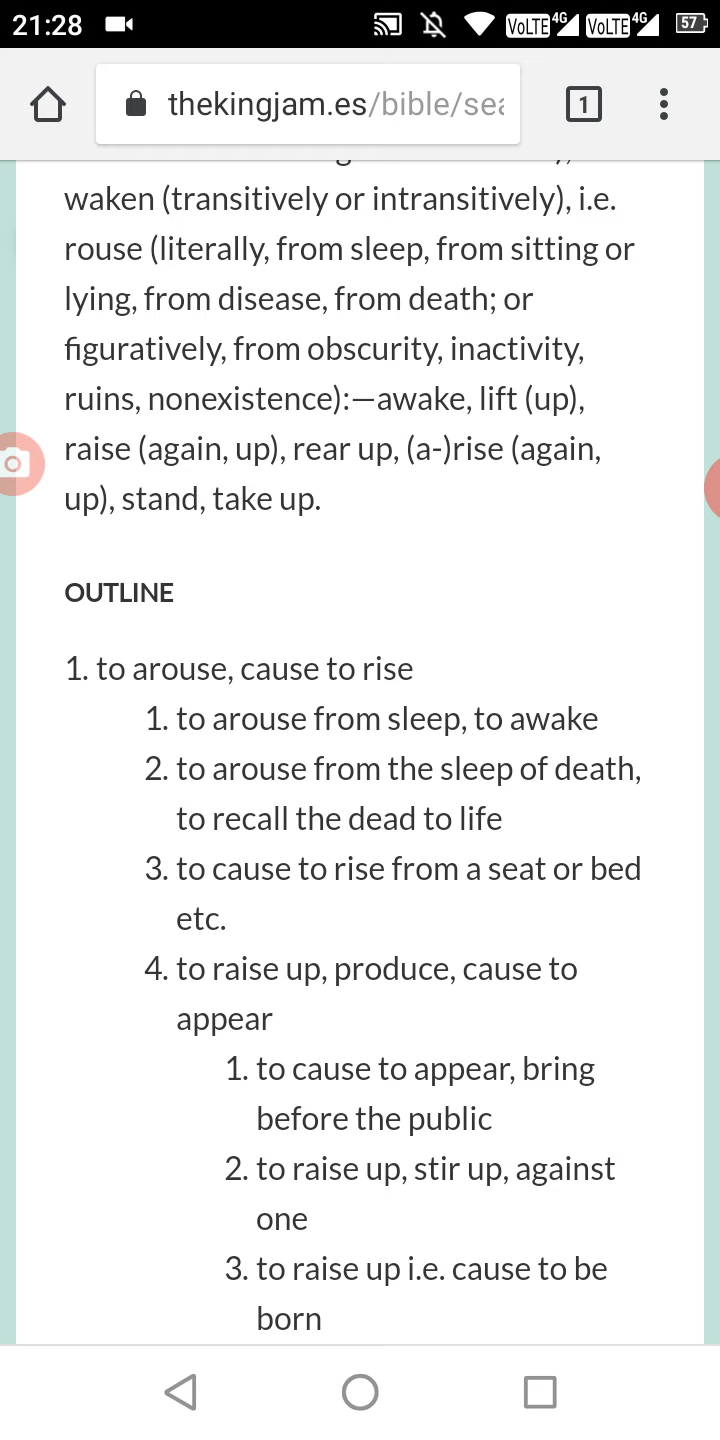 21:28
VoLTE 4G VoLTE 4G 57
thekingjam.es/bible/sea
1
waken (transitively or intransitively), i.e.
rouse (literally, from sleep, from sitting or
lying, from disease, from death; or
figuratively, from obscurity, inactivity,
ruins, nonexistence):—awake, lift (up),
raise (again, up), rear up, (a-)rise (again,
up), stand, take up.
OUTLINE
1. to arouse, cause to rise
1. to arouse from sleep, to awake
2. to arouse from the sleep of death,
to recall the dead to life
3. to cause to rise from a seat or bed
etc.
4. to raise up, produce, cause to
appear
1. to cause to appear, bring
before the public
2. to raise up, stir up, against
one
3. to raise up i.e. cause to be
born